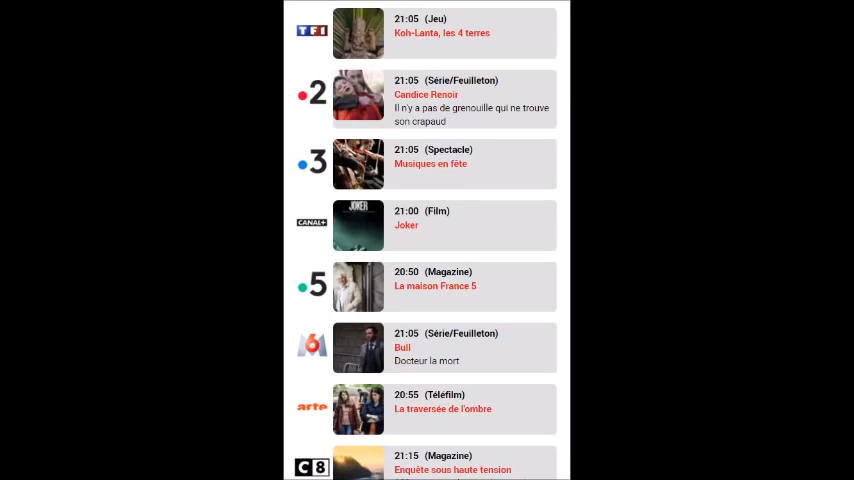 TF1
21:05 (Jeu)
Koh-Lanta, les 4 terres
2
21:05 (Série/Feuilleton)
Candice Renoir
Il n'y a pas de grenouille qui ne trouve
son crapaud
3
21:05 (Spectacle)
Musiques en fête
CANAL+
JOKER
21:00 (Film)
Joker
5
20:50 (Magazine)
La maison France 5
M6
21:05 (Série/Feuilleton)
Bull
Docteur la mort
arte
20:55 (Téléfilm)
La traversée de l'ombre
C8
21:15 (Magazine)
Enquête sous haute tension